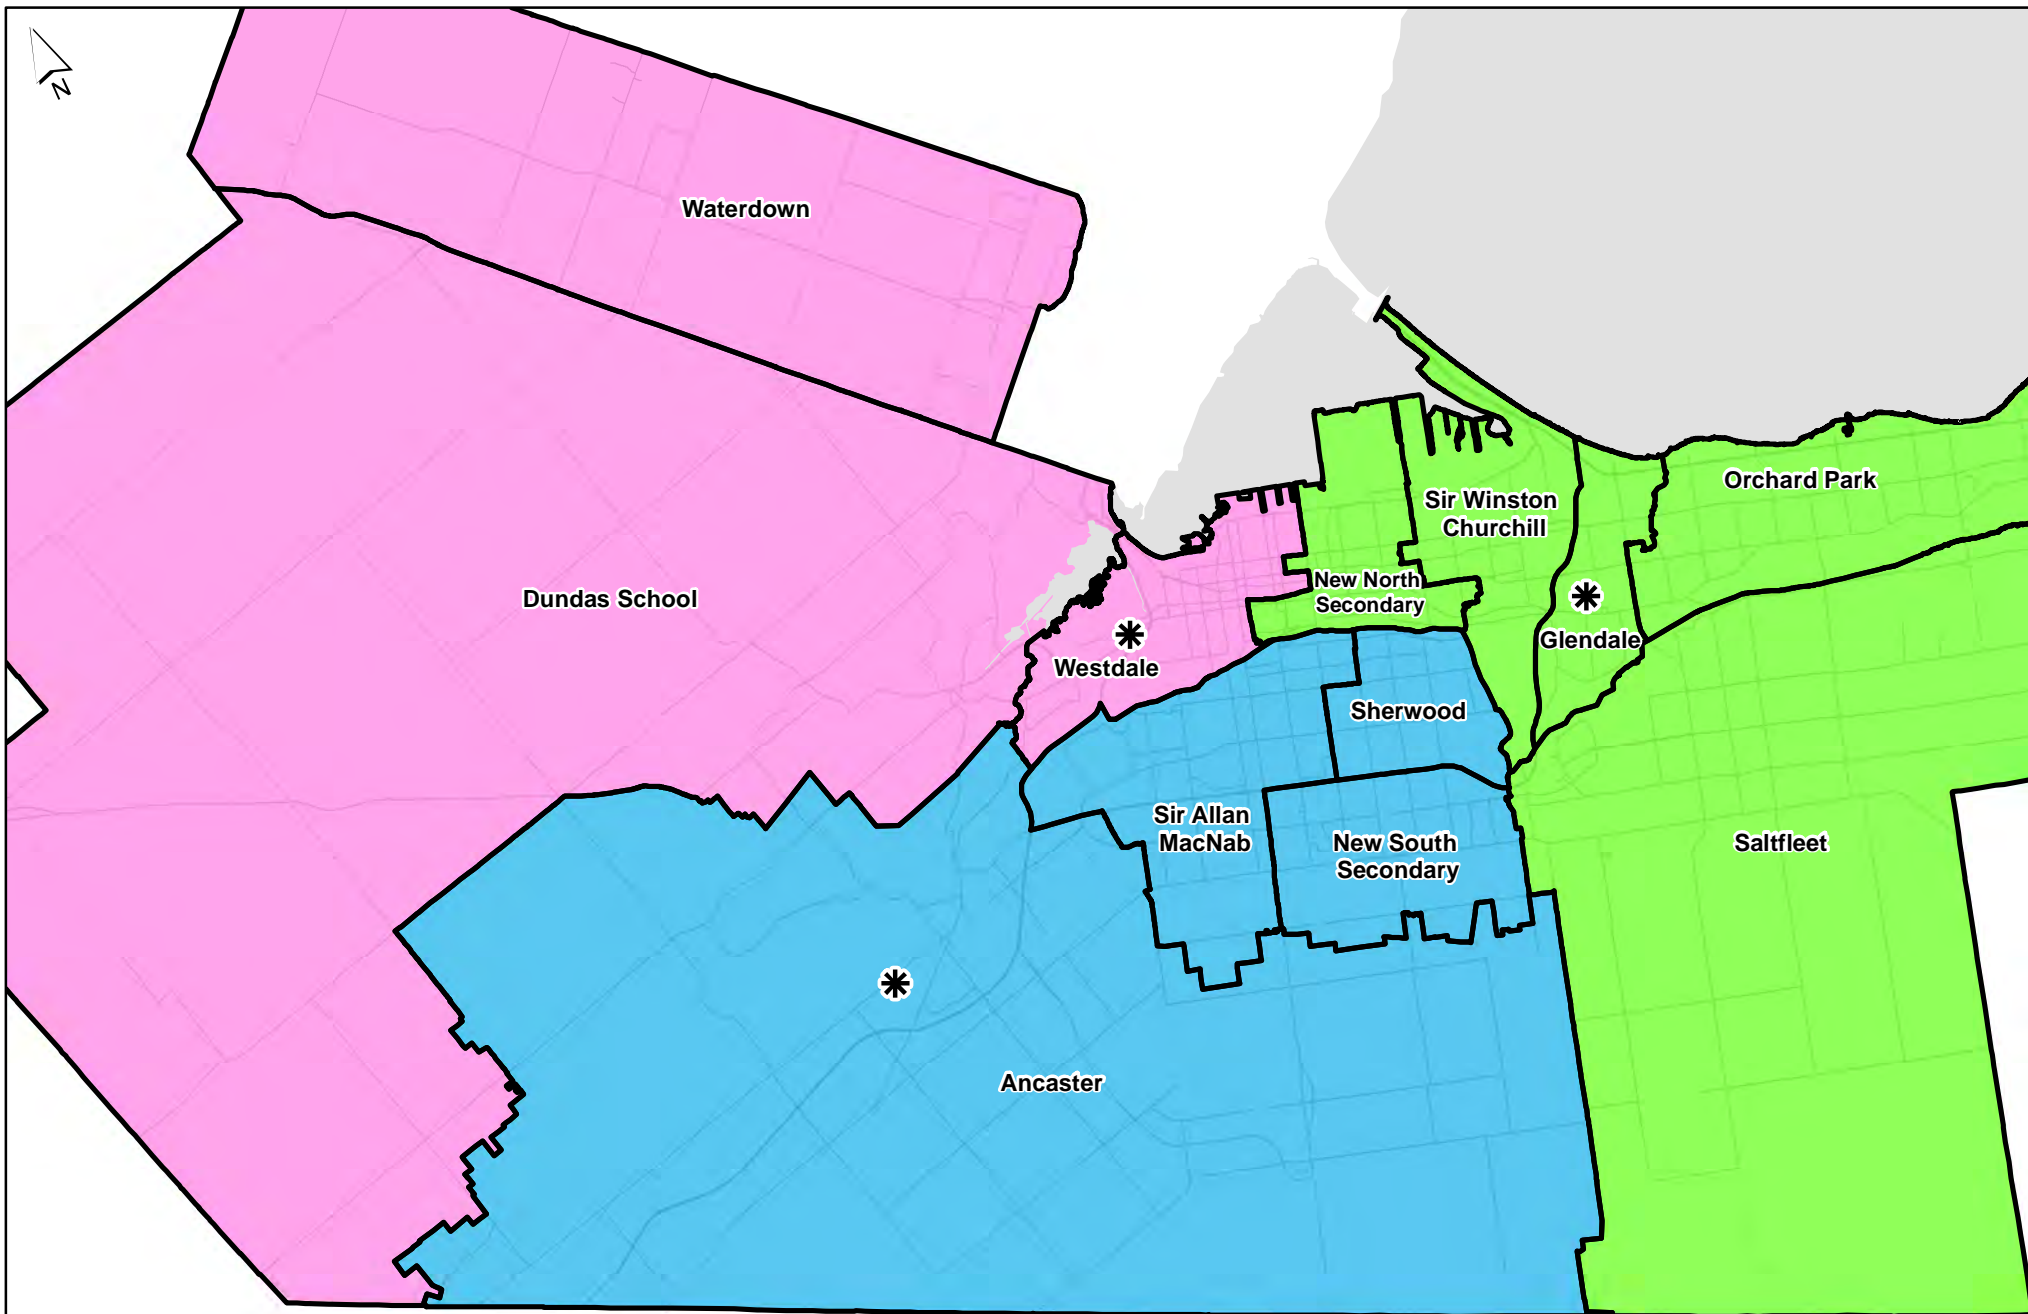 N
Waterdown
Orchard Park
Sir Winston
Churchill
New North
Secondary
Dundas School
Glendale
Westdale
Sherwood
Sir Allan
MacNab
New South
Secondary
Saltfleet
Ancaster